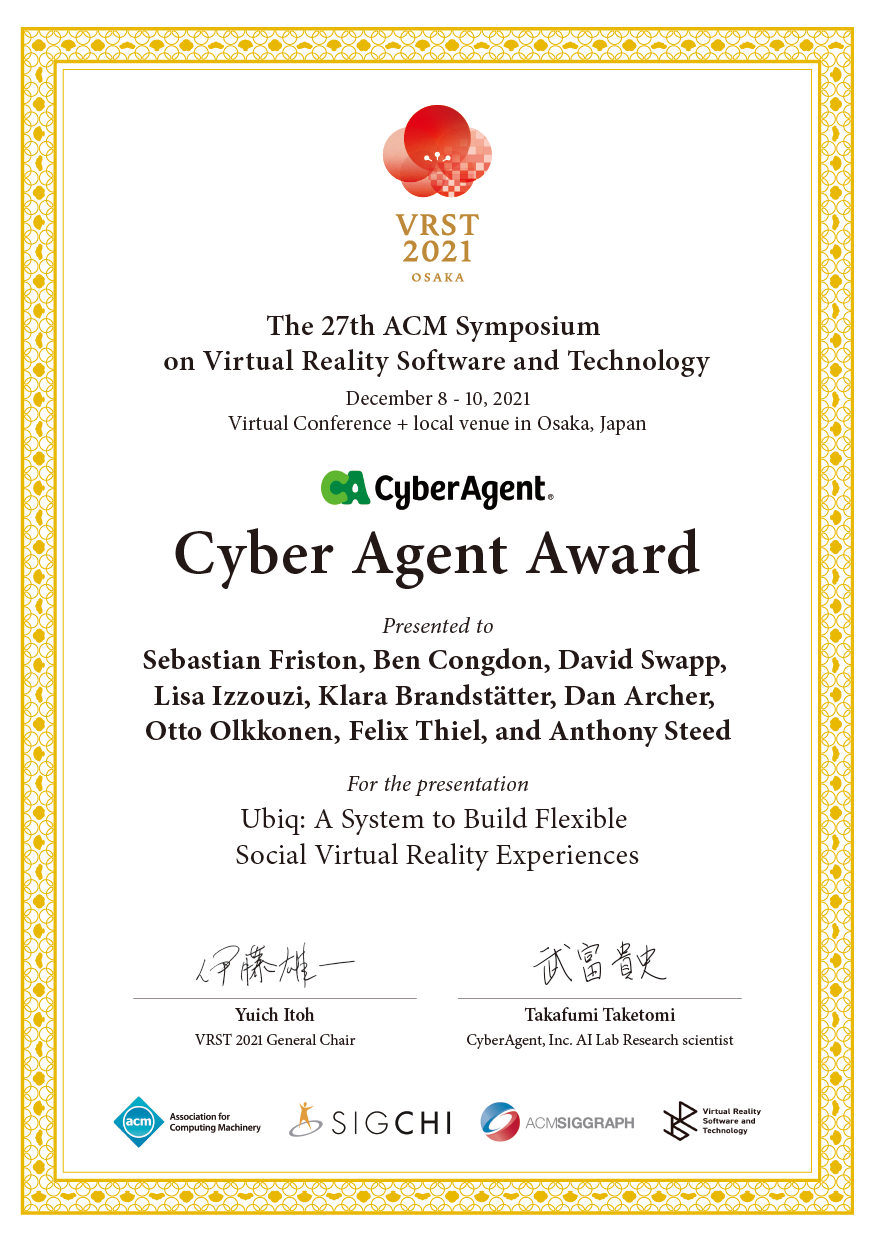 VRST
2021
OSAKA
The 27th ACM Symposium
on Virtual Reality Software and Technology
December 8 - 10, 2021
Virtual Conference + local venue in Osaka, Japan
CA CyberAgent®
Cyber Agent Award
Presented to
Sebastian Friston, Ben Congdon, David Swapp,
Lisa Izzouzi, Klara Brandstätter, Dan Archer,
Otto Olkkonen, Felix Thiel, and Anthony Steed
For the presentation
Ubiq: A System to Build Flexible
Social Virtual Reality Experiences
伊藤雄一
Yuich Itoh
VRST 2021 General Chair
武富貴史
Takafumi Taketomi
CyberAgent, Inc. AI Lab Research scientist
acm
Association for
Computing Machinery
SIGCHI
ACMSIGGRAPH
Virtual Reality
Software and
Technology